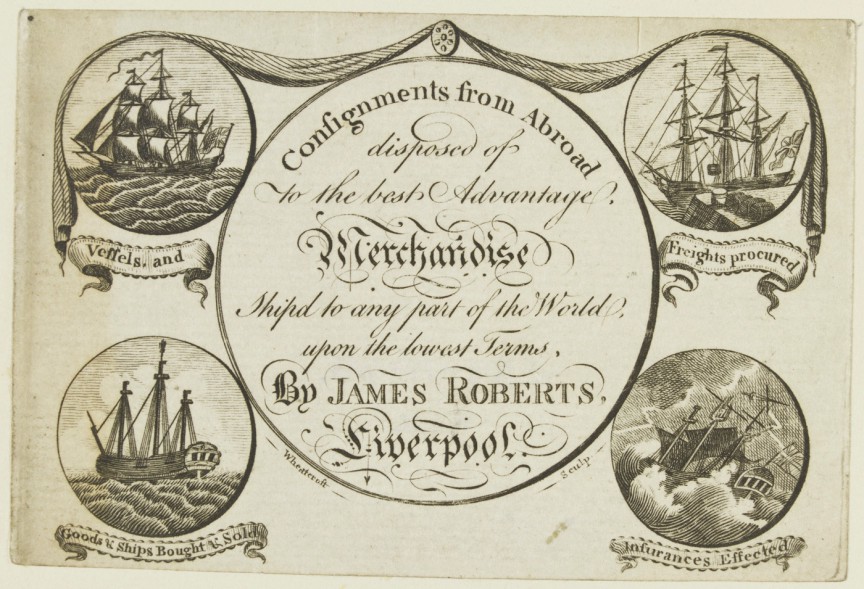 Conſignments from Abroad
disposed of
to the best Advantage,
Merchandise
Ship'd to any part of the World,
upon the lowest Terms,
By JAMES ROBERTS,
Liverpool.
Wheatcroft Sculp
Veſſels, and
Freights procured
Goods & Ships Bought & Sold
Inſurances Effected